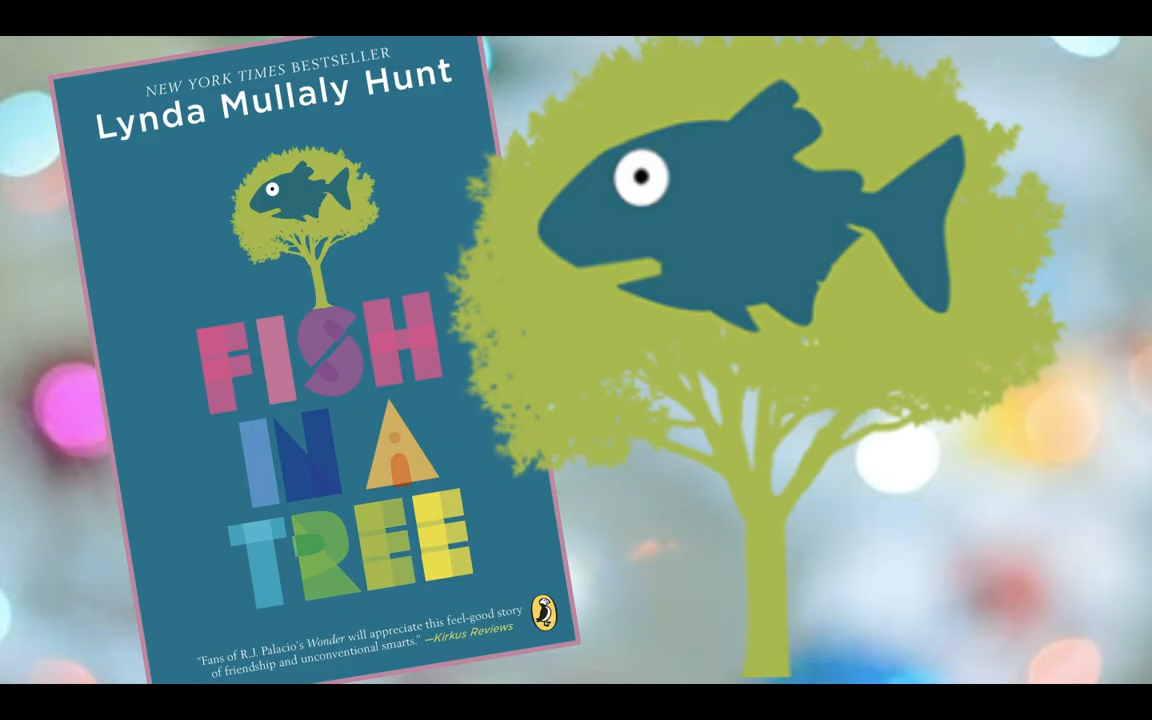 NEW YORK TIMES BESTSELLER
Lynda Mullaly Hunt
FISH
IN A
TREE
"Fans of R.J. Palacio's Wonder will appreciate this feel-good story
of friendship and unconventional smarts." —Kirkus Reviews